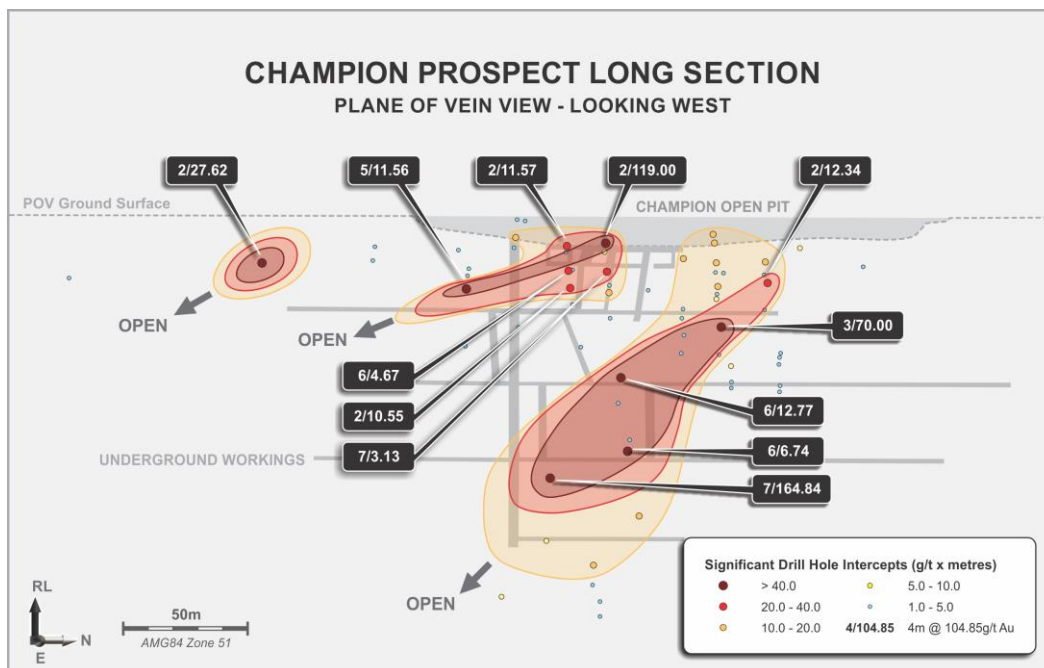 CHAMPION PROSPECT LONG SECTION
PLANE OF VEIN VIEW - LOOKING WEST
2/27.62
5/11.56
2/11.57
2/119.00
2/12.34
POV Ground Surface
CHAMPION OPEN PIT
OPEN
OPEN
3/70.00
6/4.67
2/10.55
7/3.13
6/12.77
6/6.74
7/164.84
UNDERGROUND WORKINGS
OPEN
Significant Drill Hole Intercepts (g/t x metres)
> 40.0
5.0 - 10.0
20.0 - 40.0
1.0 - 5.0
10.0 - 20.0
4/104.85 4m @ 104.85g/t Au
RL
N
E
50m
AMG84 Zone 51